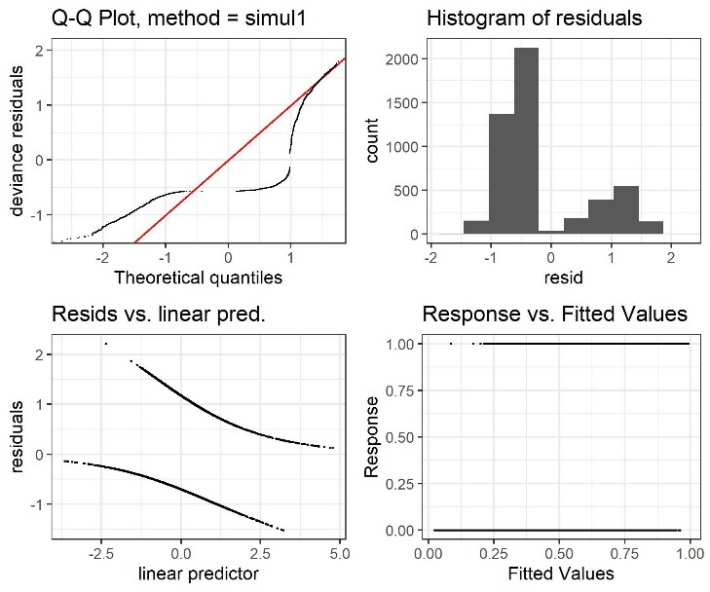 Q-Q Plot, method = simul1
2
1
0
-1
deviance residuals
-2 -1 0 1
Theoretical quantiles
Histogram of residuals
2000
1500
1000
500
0
count
-2 -1 0 1 2
resid
Resids vs. linear pred.
2
1
0
-1
residuals
-2.5 0.0 2.5 5.0
linear predictor
Response vs. Fitted Values
1.00
0.75
0.50
0.25
0.00
Response
0.00 0.25 0.50 0.75 1.00
Fitted Values